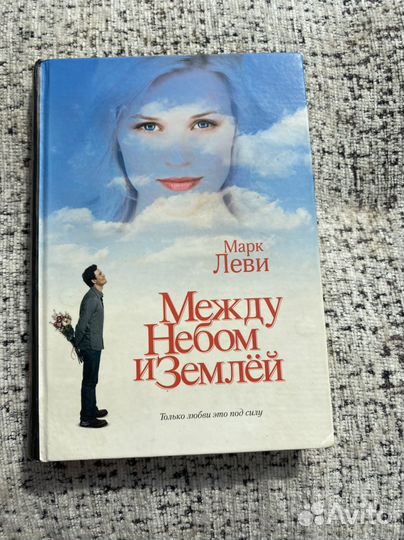 Марк
Леви
Между
Небом
и Землёй
Только любви это под силу
Avito